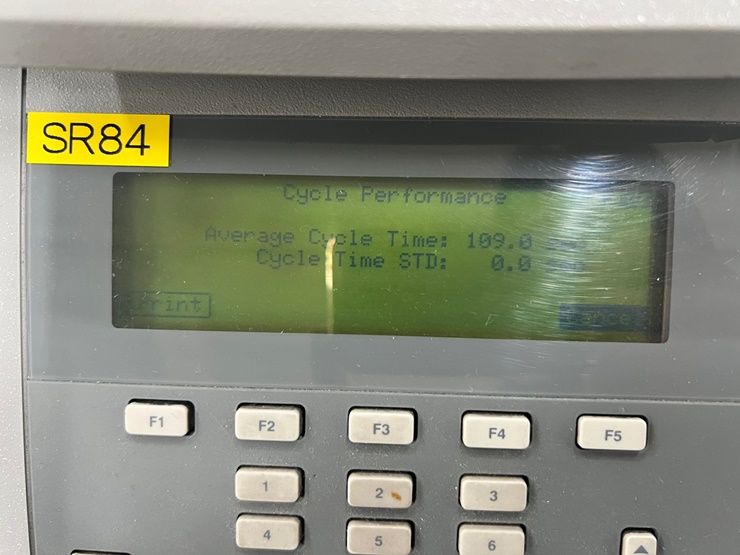 SR84
Cycle Performance
Average Cycle Time: 109.0
Cycle Time STD: 0.0
Print
F1 F2 F3 F4 F5
1 2 3
4 5 6